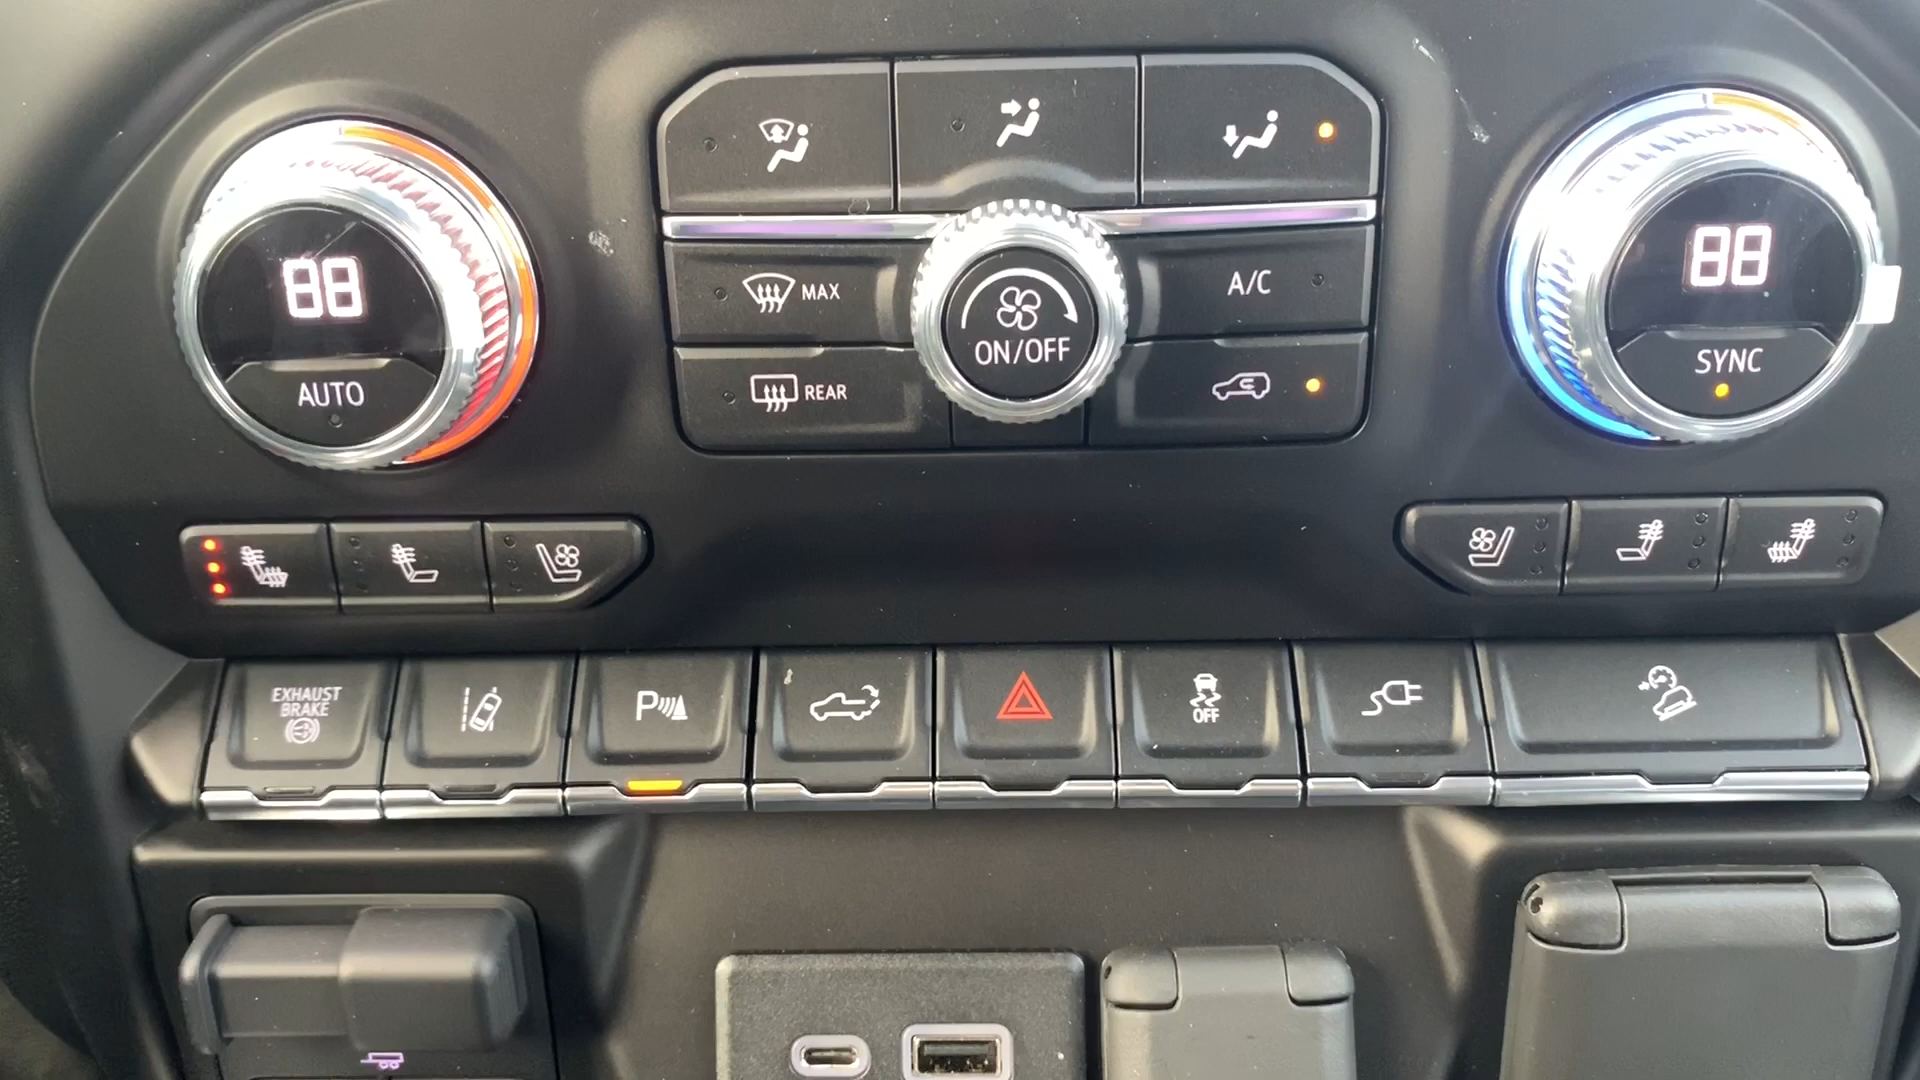 88
AUTO
MAX
REAR
ON/OFF
A/C
88
SYNC
EXHAUST
BRAKE
P
OFF